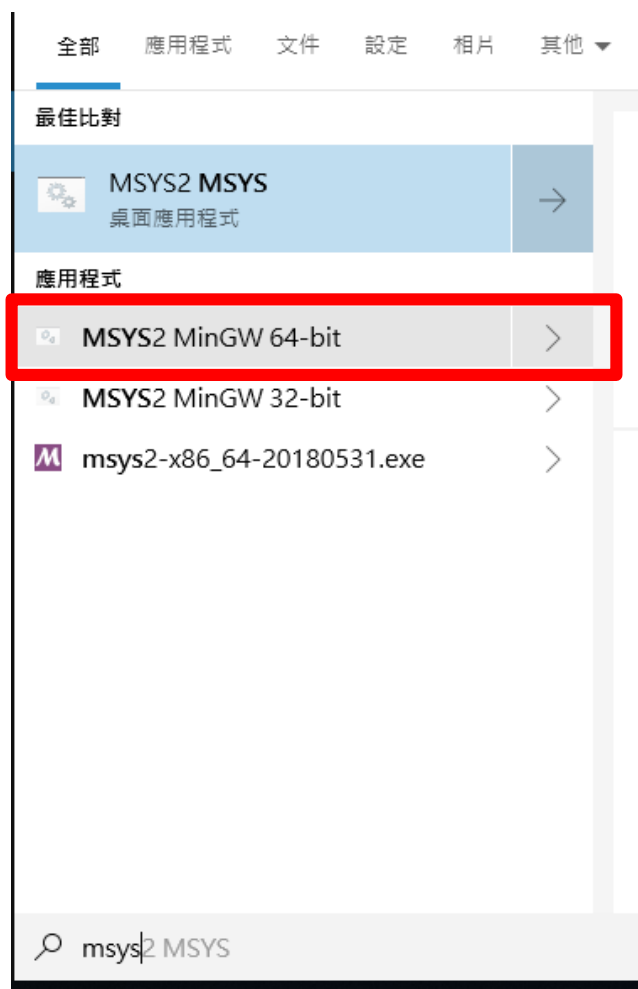 全部 應用程式 文件 設定 相片 其他
最佳比對
MSYS2 MSYS
桌面應用程式
應用程式
MSYS2 MinGW 64-bit
MSYS2 MinGW 32-bit
msys2-x86_64-20180531.exe
msys2 MSYS